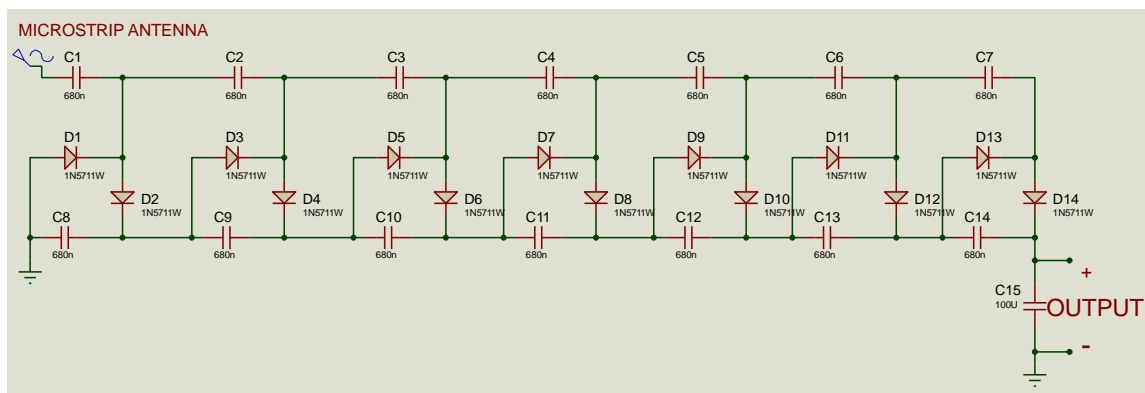 MICROSTRIP ANTENNA
C1 C2 C3 C4 C5 C6 C7
680n 680n 680n 680n 680n 680n 680n
D1 D3 D5 D7 D9 D11 D13
1N5711W 1N5711W 1N5711W 1N5711W 1N5711W 1N5711W 1N5711W
D2 D4 D6 D8 D10 D12 D14
1N5711W 1N5711W 1N5711W 1N5711W 1N5711W 1N5711W 1N5711W
C8 C9 C10 C11 C12 C13 C14
680n 680n 680n 680n 680n 680n 680n
+
C15
100U
OUTPUT
-